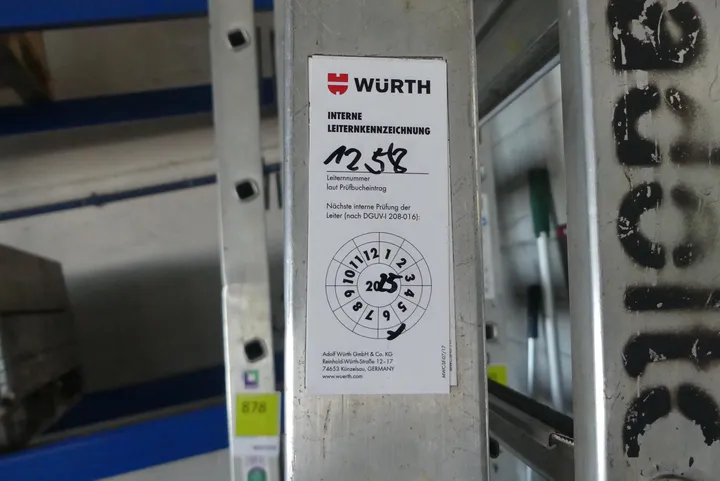 WÜRTH
INTERNE
LEITERNKENNZEICHNUNG
1258
Leiternnummer
laut Prüfbucheintrag
Nächste interne Prüfung der
Leiter (nach DGUV-I 208-016):
1 2 3 4 5 6 7 8 9 10 11 12
2025
Adolf Würth GmbH & Co. KG
Reinhold-Würth-Straße 12–17
74653 Künzelsau, GERMANY
www.wuerth.com
878